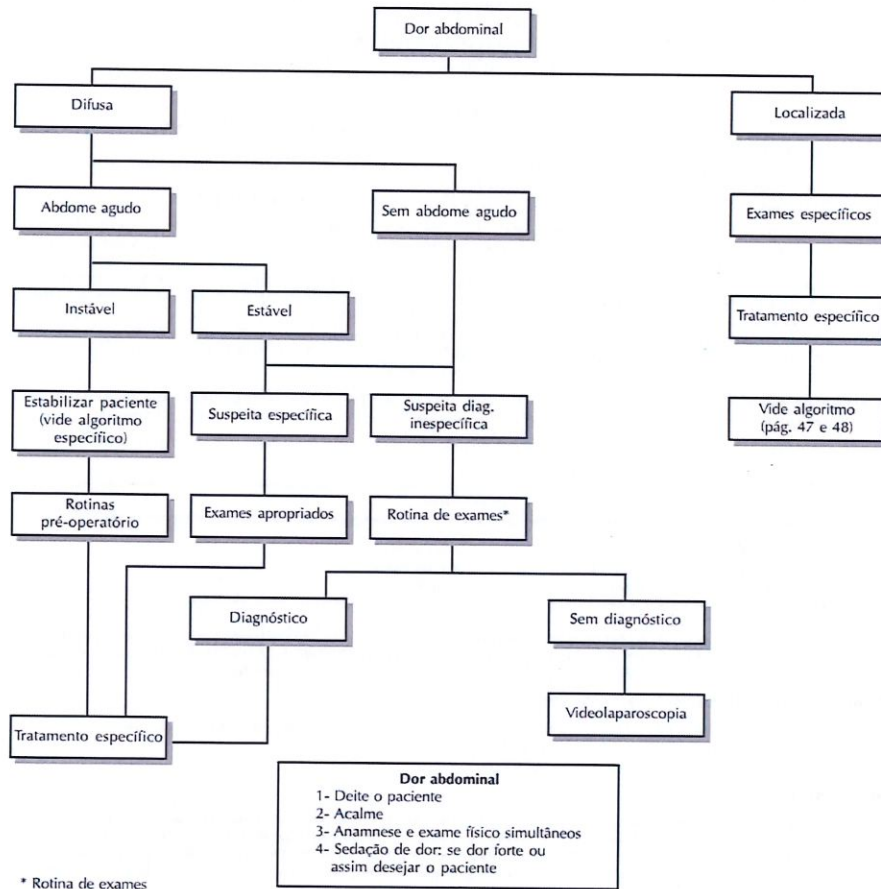 Dor abdominal
Difusa
Localizada
Abdome agudo
Sem abdome agudo
Exames específicos
Instável
Estável
Tratamento específico
Estabilizar paciente
(vide algoritmo
específico)
Suspeita específica
Suspeita diag.
inespecífica
Vide algoritmo
(pág. 47 e 48)
Rotinas
pré-operatório
Exames apropriados
Rotina de exames*
Diagnóstico
Sem diagnóstico
Tratamento específico
Videolaparoscopia
Dor abdominal
1- Deite o paciente
2- Acalme
3- Anamnese e exame físico simultâneos
4- Sedação de dor: se dor forte ou
assim desejar o paciente
* Rotina de exames